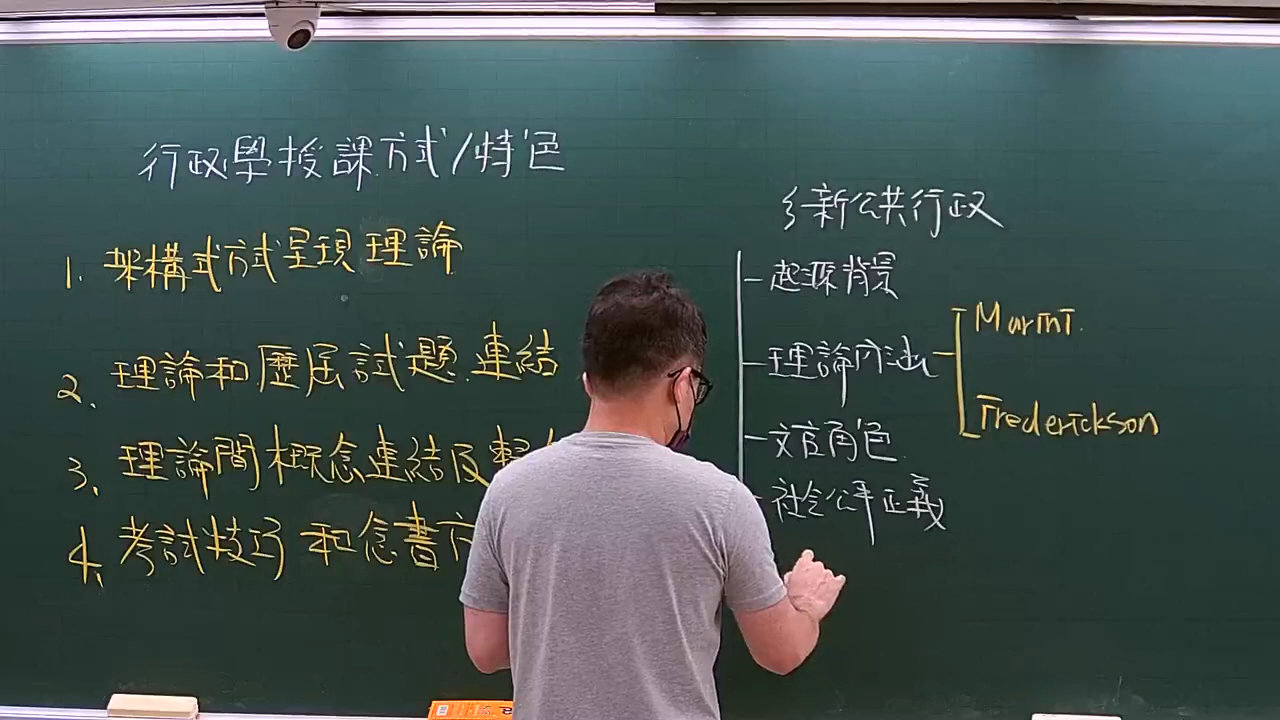 行政學授課方式/特色
1. 架構式方式呈現理論
2. 理論和歷屆試題連結
3. 理論間概念連結及
4. 考試技巧和念書方
新公共行政
起源背景
理論內涵
Marini
Frederickson
文官角色
社會公平正義